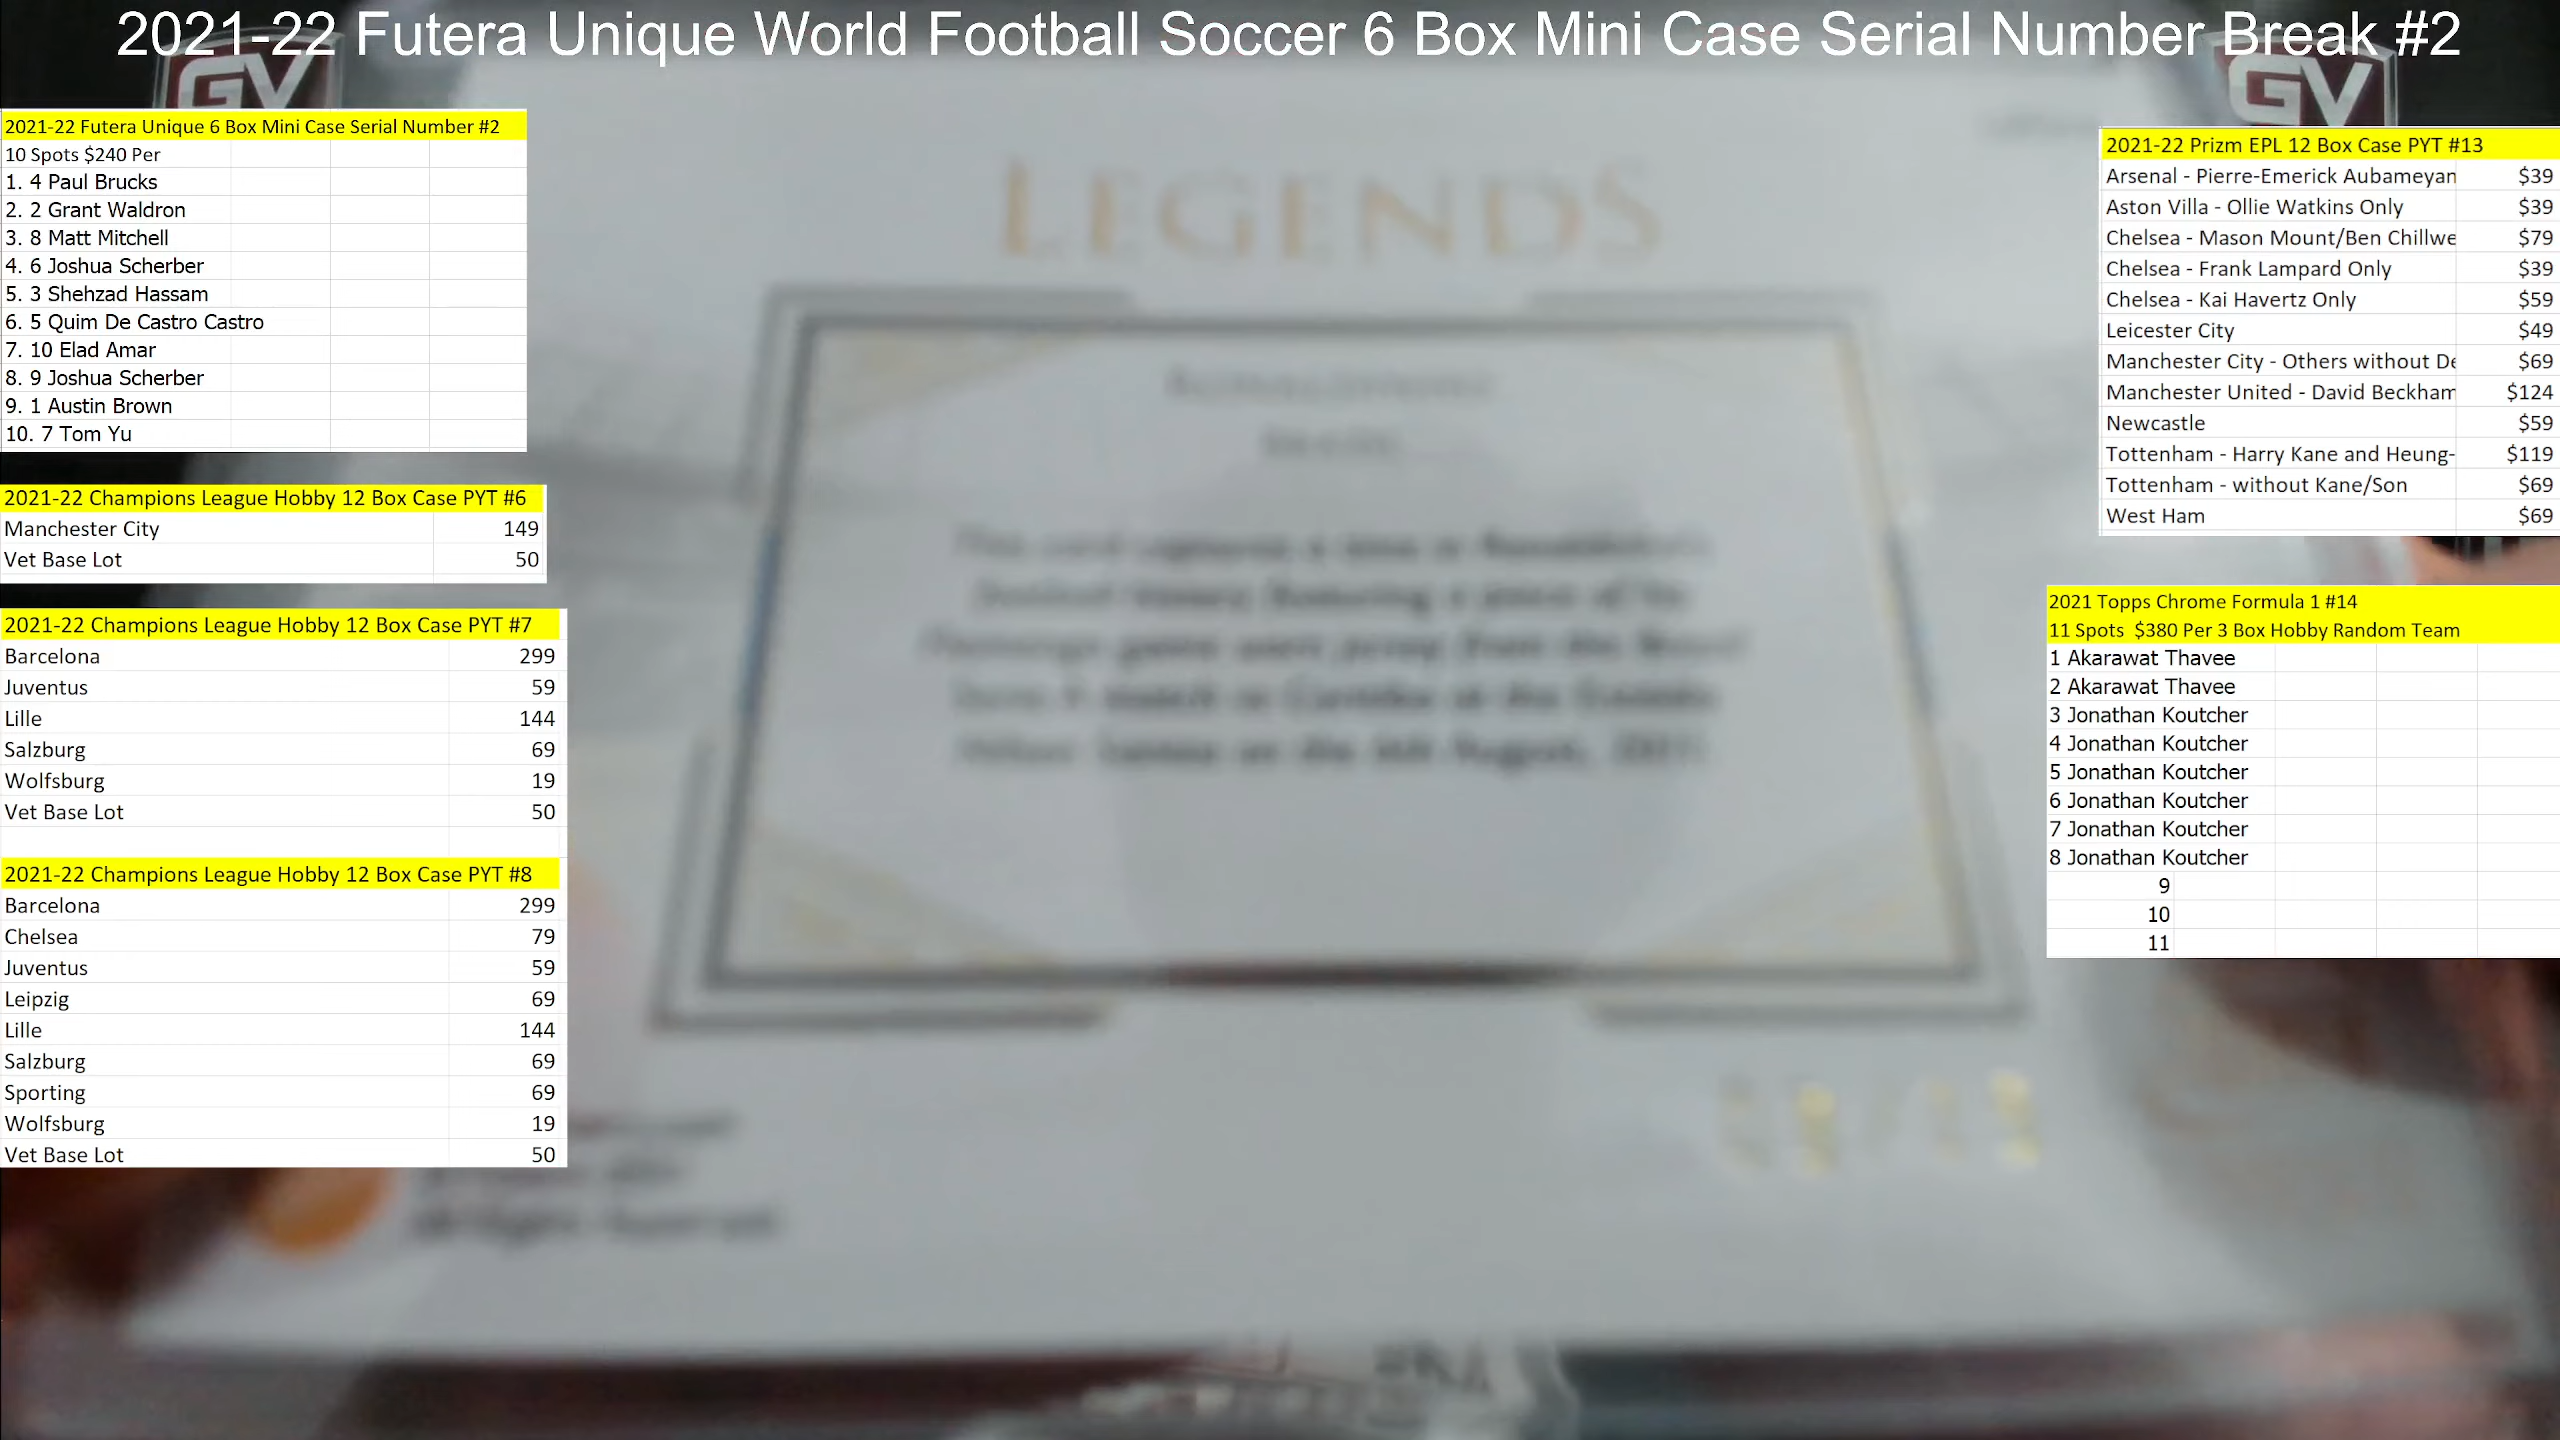 2021-22 Futera Unique World Football Soccer 6 Box Mini Case Serial Number Break #2
GV
GV
2021-22 Futera Unique 6 Box Mini Case Serial Number #2
10 Spots $240 Per
1. 4 Paul Brucks
2. 2 Grant Waldron
3. 8 Matt Mitchell
4. 6 Joshua Scherber
5. 3 Shehzad Hassam
6. 5 Quim De Castro Castro
7. 10 Elad Amar
8. 9 Joshua Scherber
9. 1 Austin Brown
10. 7 Tom Yu
2021-22 Champions League Hobby 12 Box Case PYT #6
Manchester City 149
Vet Base Lot 50
2021-22 Champions League Hobby 12 Box Case PYT #7
Barcelona 299
Juventus 59
Lille 144
Salzburg 69
Wolfsburg 19
Vet Base Lot 50
2021-22 Champions League Hobby 12 Box Case PYT #8
Barcelona 299
Chelsea 79
Juventus 59
Leipzig 69
Lille 144
Salzburg 69
Sporting 69
Wolfsburg 19
Vet Base Lot 50
LEGENDS
2021-22 Prizm EPL 12 Box Case PYT #13
Arsenal - Pierre-Emerick Aubameyan $39
Aston Villa - Ollie Watkins Only $39
Chelsea - Mason Mount/Ben Chillwe $79
Chelsea - Frank Lampard Only $39
Chelsea - Kai Havertz Only $59
Leicester City $49
Manchester City - Others without De $69
Manchester United - David Beckham $124
Newcastle $59
Tottenham - Harry Kane and Heung- $119
Tottenham - without Kane/Son $69
West Ham $69
2021 Topps Chrome Formula 1 #14
11 Spots $380 Per 3 Box Hobby Random Team
1 Akarawat Thavee
2 Akarawat Thavee
3 Jonathan Koutcher
4 Jonathan Koutcher
5 Jonathan Koutcher
6 Jonathan Koutcher
7 Jonathan Koutcher
8 Jonathan Koutcher
9
10
11